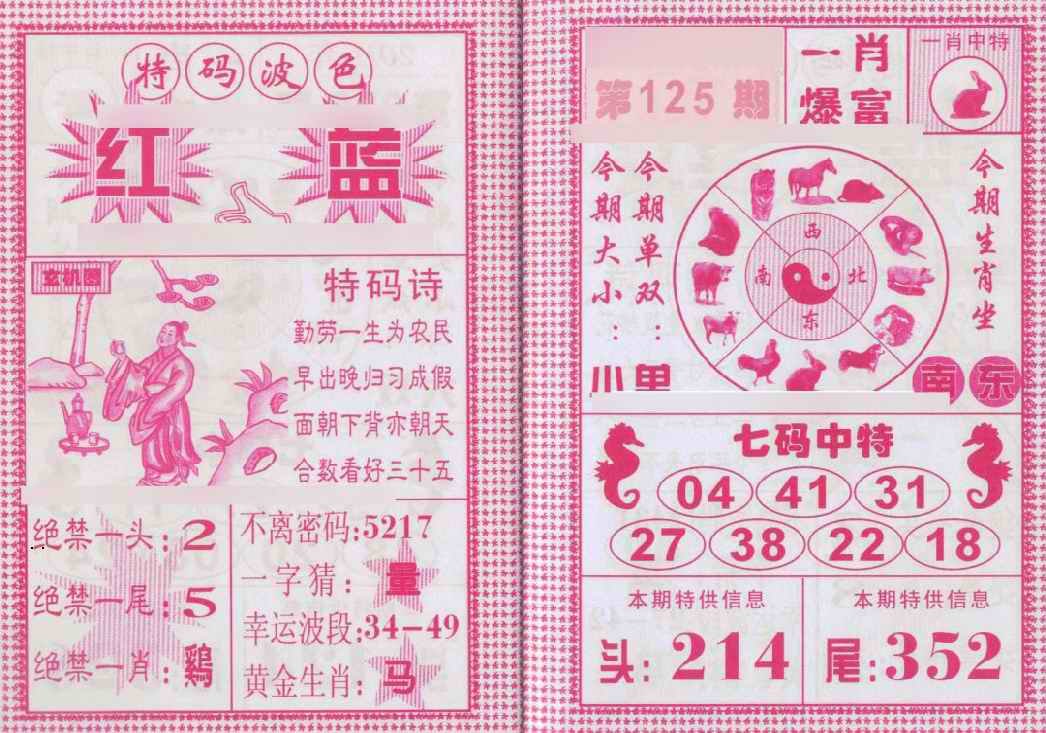 特码波色
红 蓝
玄机图
特码诗
勤劳一生为农民
早出晚归习成假
面朝下背亦朝天
合数看好三十五
绝禁一头:2
绝禁一尾:5
绝禁一肖:鷄
不离密码:5217
一字猜:量
幸运波段:34-49
黄金生肖:马
第125期
一肖
爆富
一肖中特
今期大小:小
今期单双:单
西
南 北
东
今期生肖坐
南 东
七码中特
04 41 31
27 38 22 18
本期特供信息
头:214
本期特供信息
尾:352